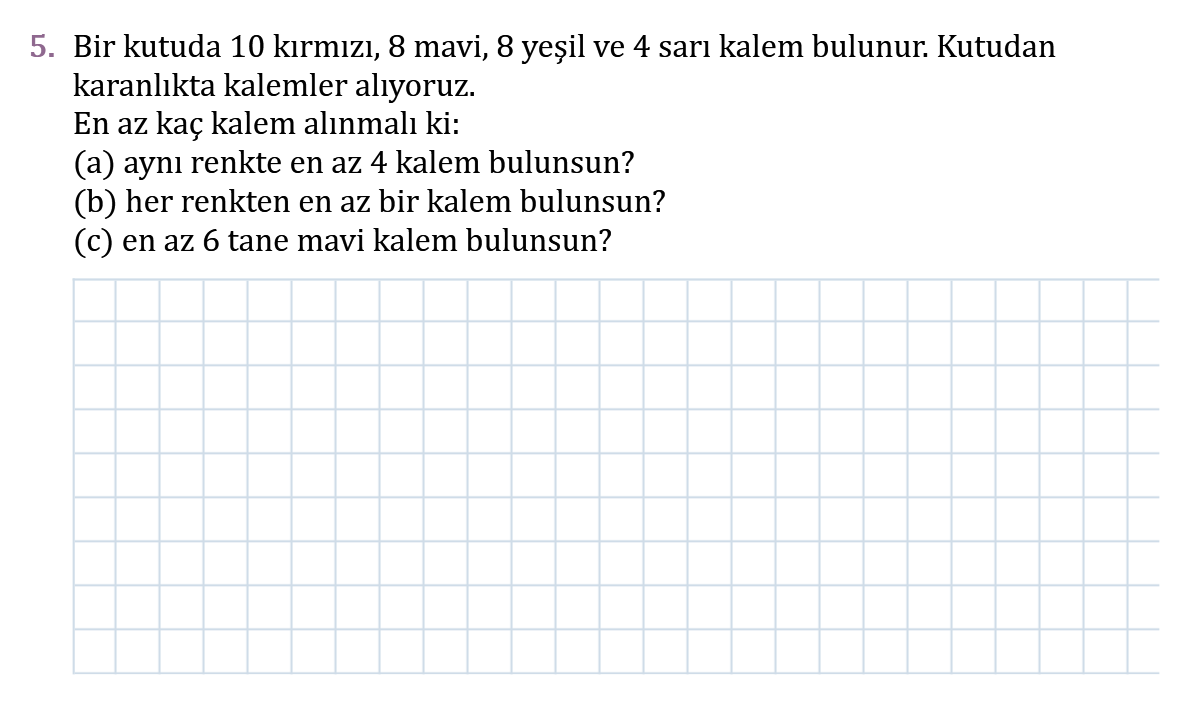 5. Bir kutuda 10 kırmızı, 8 mavi, 8 yeşil ve 4 sarı kalem bulunur. Kutudan
karanlıkta kalemler alıyoruz.
En az kaç kalem alınmalı ki:
(a) aynı renkte en az 4 kalem bulunsun?
(b) her renkten en az bir kalem bulunsun?
(c) en az 6 tane mavi kalem bulunsun?